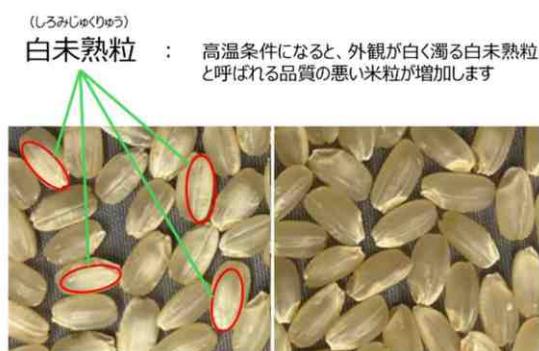 (しろみじゅくりゅう)
白未熟粒 : 高温条件になると、外観が白く濁る白未熟粒
と呼ばれる品質の悪い米粒が増加します